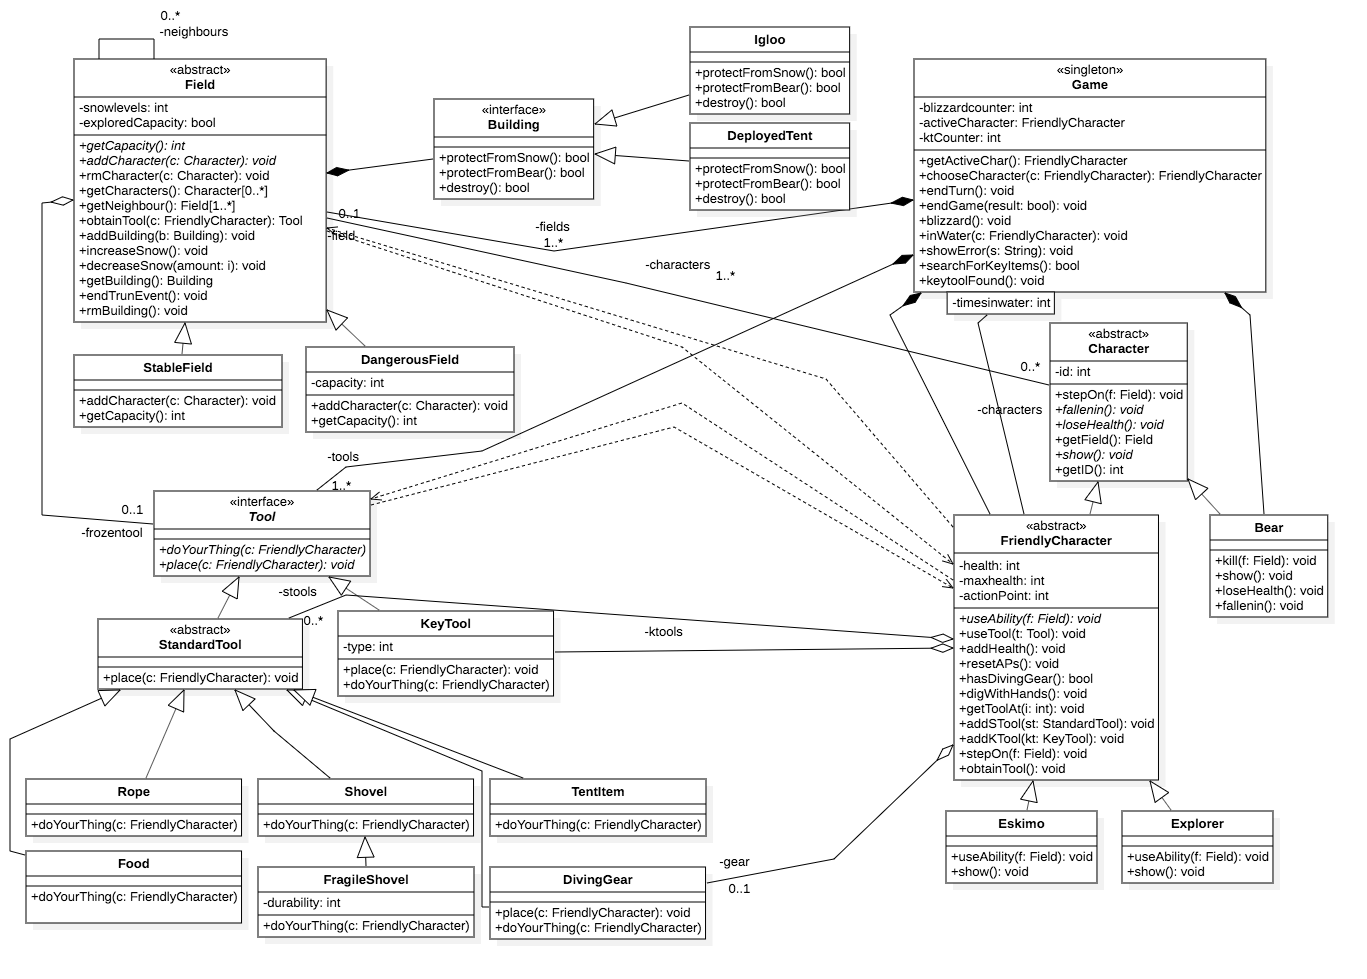 0..*
-neighbours
«abstract»
Field
-snowlevels: int
-exploredCapacity: bool
+getCapacity(): int
+addCharacter(c: Character): void
+rmCharacter(c: Character): void
+getCharacters(): Character[0..*]
+getNeighbour(): Field[1..*]
+obtainTool(c: FriendlyCharacter): Tool
+addBuilding(b: Building): void
+increaseSnow(): void
+decreaseSnow(amount: i): void
+getBuilding(): Building
+endTrunEvent(): void
+rmBuilding(): void
«interface»
Building
+protectFromSnow(): bool
+protectFromBear(): bool
+destroy(): bool
Igloo
+protectFromSnow(): bool
+protectFromBear(): bool
+destroy(): bool
DeployedTent
+protectFromSnow(): bool
+protectFromBear(): bool
+destroy(): bool
«singleton»
Game
-blizzardcounter: int
-activeCharacter: FriendlyCharacter
-ktCounter: int
+getActiveChar(): FriendlyCharacter
+chooseCharacter(c: FriendlyCharacter): FriendlyCharacter
+endTurn(): void
+endGame(result: bool): void
+blizzard(): void
+inWater(c: FriendlyCharacter): void
+showError(s: String): void
+searchForKeyItems(): bool
+keytoolFound(): void
-timesinwater: int
0..1
-field
-fields
1..*
-characters
1..*
0..*
-characters
«abstract»
Character
-id: int
+stepOn(f: Field): void
+fallenin(): void
+loseHealth(): void
+getField(): Field
+show(): void
+getID(): int
StableField
+addCharacter(c: Character): void
+getCapacity(): int
DangerousField
-capacity: int
+addCharacter(c: Character): void
+getCapacity(): int
-tools
1..*
0..1
-frozentool
«interface»
Tool
+doYourThing(c: FriendlyCharacter)
+place(c: FriendlyCharacter): void
«abstract»
FriendlyCharacter
-health: int
-maxhealth: int
-actionPoint: int
+useAbility(f: Field): void
+useTool(t: Tool): void
+addHealth(): void
+resetAPs(): void
+hasDivingGear(): bool
+digWithHands(): void
+getToolAt(i: int): void
+addSTool(st: StandardTool): void
+addKTool(kt: KeyTool): void
+stepOn(f: Field): void
+obtainTool(): void
Bear
+kill(f: Field): void
+show(): void
+loseHealth(): void
+fallenin(): void
-stools
0..*
-ktools
«abstract»
StandardTool
+place(c: FriendlyCharacter): void
KeyTool
-type: int
+place(c: FriendlyCharacter): void
+doYourThing(c: FriendlyCharacter)
Rope
+doYourThing(c: FriendlyCharacter)
Shovel
+doYourThing(c: FriendlyCharacter)
TentItem
+doYourThing(c: FriendlyCharacter)
Food
+doYourThing(c: FriendlyCharacter)
FragileShovel
-durability: int
+doYourThing(c: FriendlyCharacter)
DivingGear
+place(c: FriendlyCharacter): void
+doYourThing(c: FriendlyCharacter)
-gear
0..1
Eskimo
+useAbility(f: Field): void
+show(): void
Explorer
+useAbility(f: Field): void
+show(): void